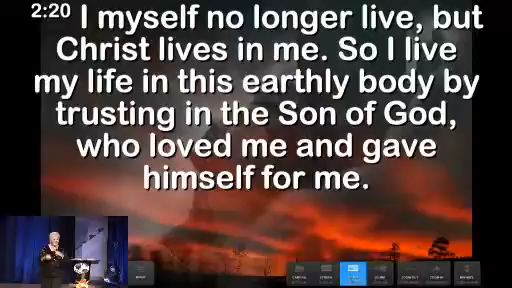 2:20 I myself no longer live, but
Christ lives in me. So I live
my life in this earthly body by
trusting in the Son of God,
who loved me and gave
himself for me.